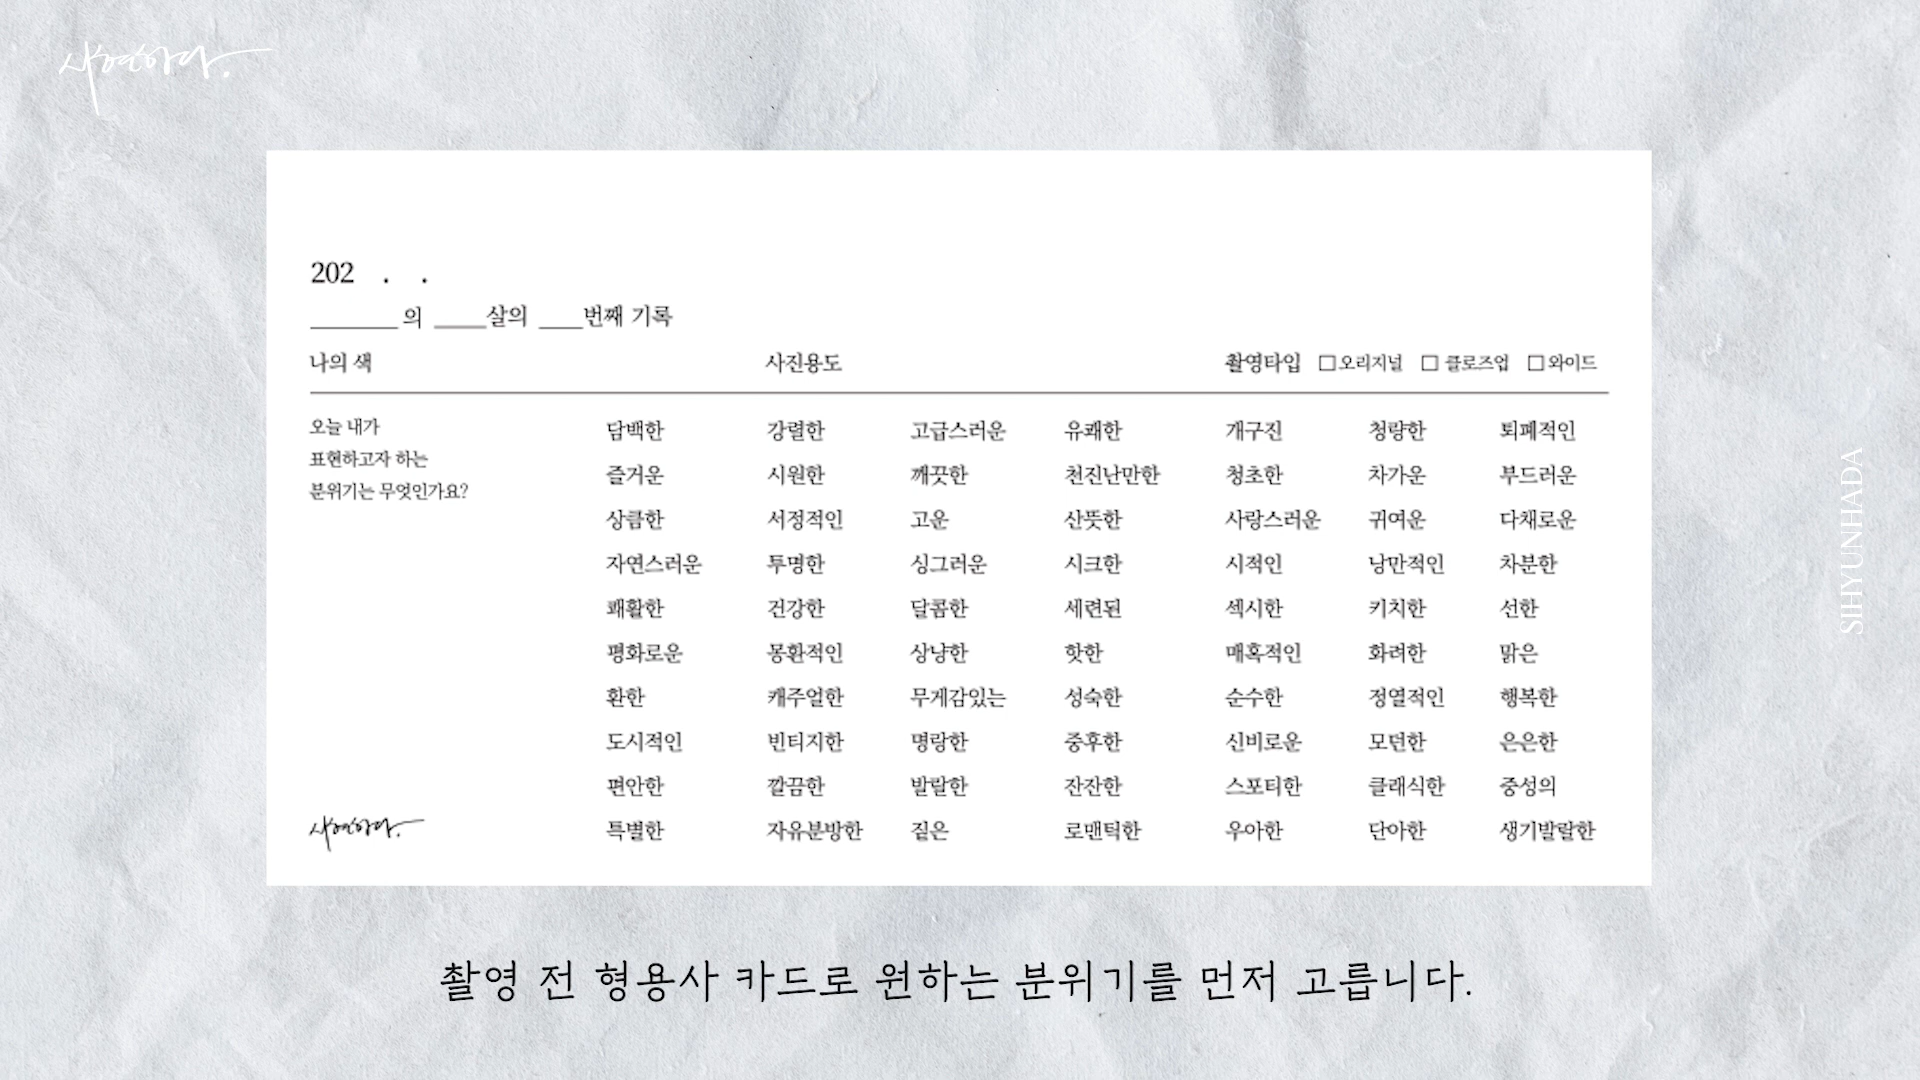 시현하다.
202 . .
______의 ____살의 ___번째 기록
나의 색 사진용도 촬영타입 □오리지널 □ 클로즈업 □와이드
오늘 내가
표현하고자 하는
분위기는 무엇인가요?
담백한 강렬한 고급스러운 유쾌한 개구진 청량한 퇴폐적인
즐거운 시원한 깨끗한 천진난만한 청초한 차가운 부드러운
상큼한 서정적인 고운 산뜻한 사랑스러운 귀여운 다채로운
자연스러운 투명한 싱그러운 시크한 시적인 낭만적인 차분한
쾌활한 건강한 달콤한 세련된 섹시한 키치한 선한
평화로운 몽환적인 상냥한 핫한 매혹적인 화려한 맑은
환한 캐주얼한 무게감있는 성숙한 순수한 정열적인 행복한
도시적인 빈티지한 명랑한 중후한 신비로운 모던한 은은한
편안한 깔끔한 발랄한 잔잔한 스포티한 클래식한 중성의
특별한 자유분방한 짙은 로맨틱한 우아한 단아한 생기발랄한
시현하다.
SIHYUNHADA
촬영 전 형용사 카드로 원하는 분위기를 먼저 고릅니다.